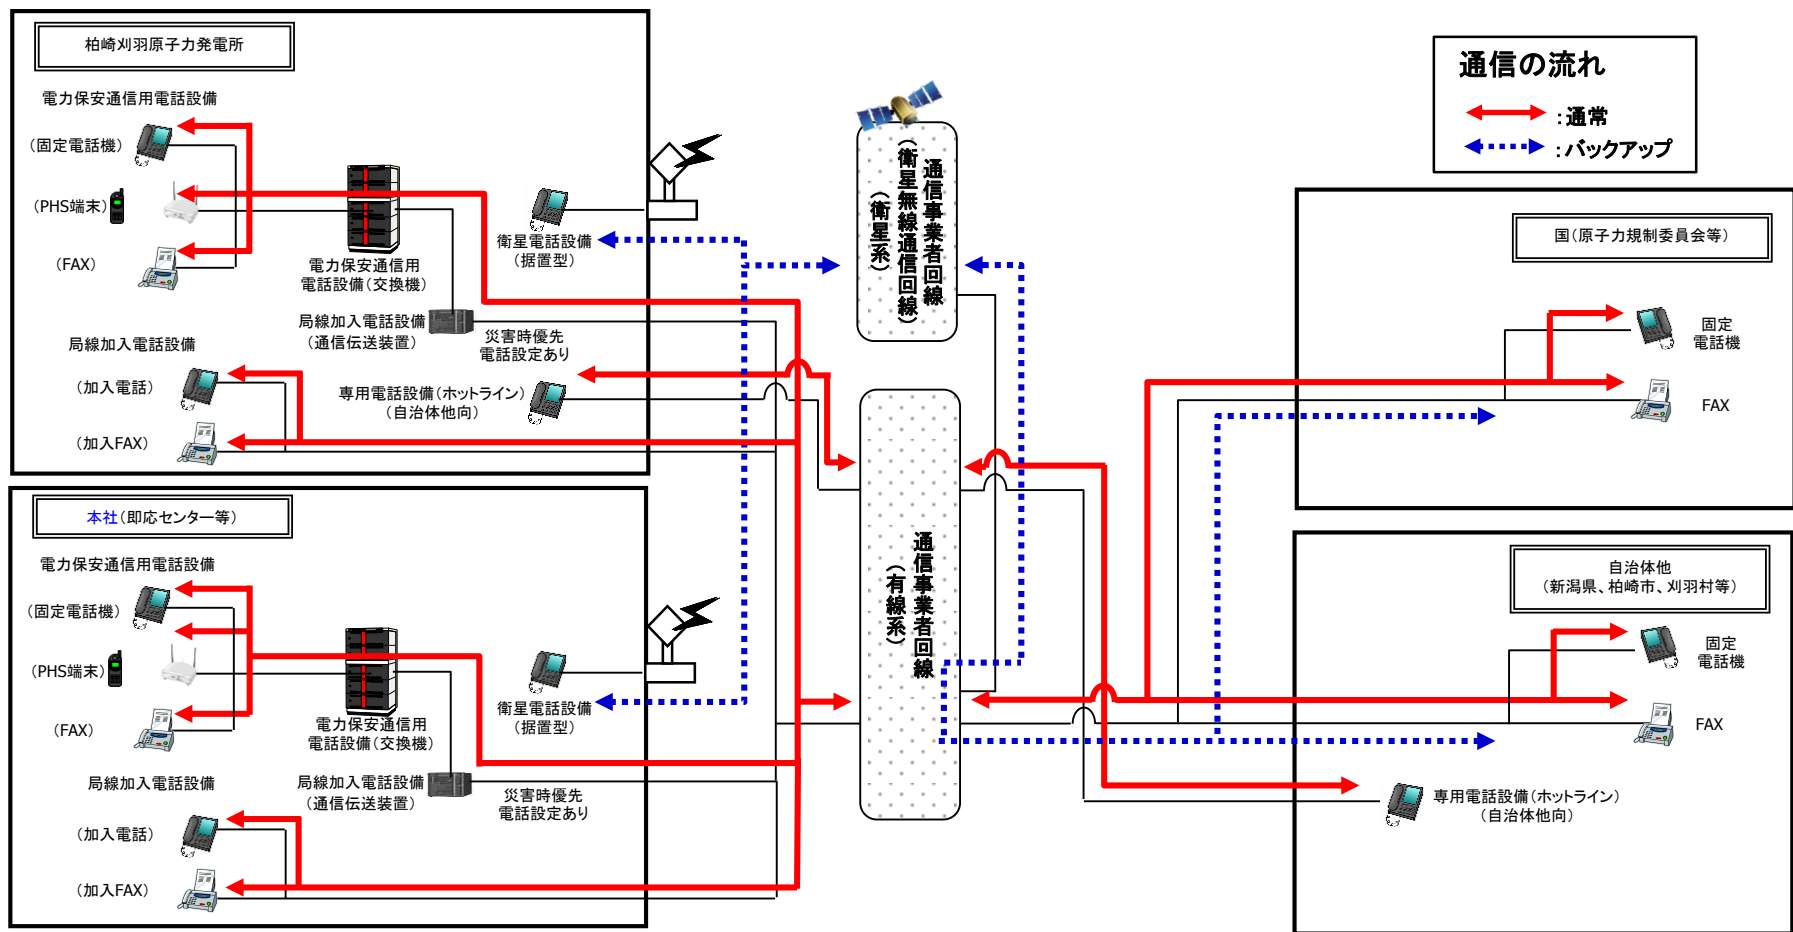 柏崎刈羽原子力発電所
電力保安通信用電話設備
(固定電話機)
(PHS端末)
(FAX)
電力保安通信用
電話設備(交換機)
衛星電話設備
(据置型)
局線加入電話設備
(通信伝送装置)
災害時優先
電話設定あり
局線加入電話設備
(加入電話)
(加入FAX)
専用電話設備(ホットライン)
(自治体他向)
本社(即応センター等)
電力保安通信用電話設備
(固定電話機)
(PHS端末)
(FAX)
電力保安通信用
電話設備(交換機)
衛星電話設備
(据置型)
局線加入電話設備
(通信伝送装置)
災害時優先
電話設定あり
局線加入電話設備
(加入電話)
(加入FAX)
通信事業者回線
(衛星無線通信回線)
(衛星系)
通信事業者回線
(有線系)
通信の流れ
:通常
:バックアップ
国(原子力規制委員会等)
固定
電話機
FAX
自治体他
(新潟県、柏崎市、刈羽村等)
固定
電話機
FAX
専用電話設備(ホットライン)
(自治体他向)